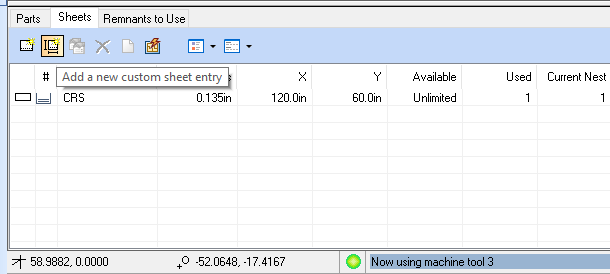 Parts Sheets Remnants to Use
# X Y Available Used Current Nest
Add a new custom sheet entry
CRS 0.135in 120.0in 60.0in Unlimited 1 1
58.9882, 0.0000 -52.0648, -17.4167 Now using machine tool 3